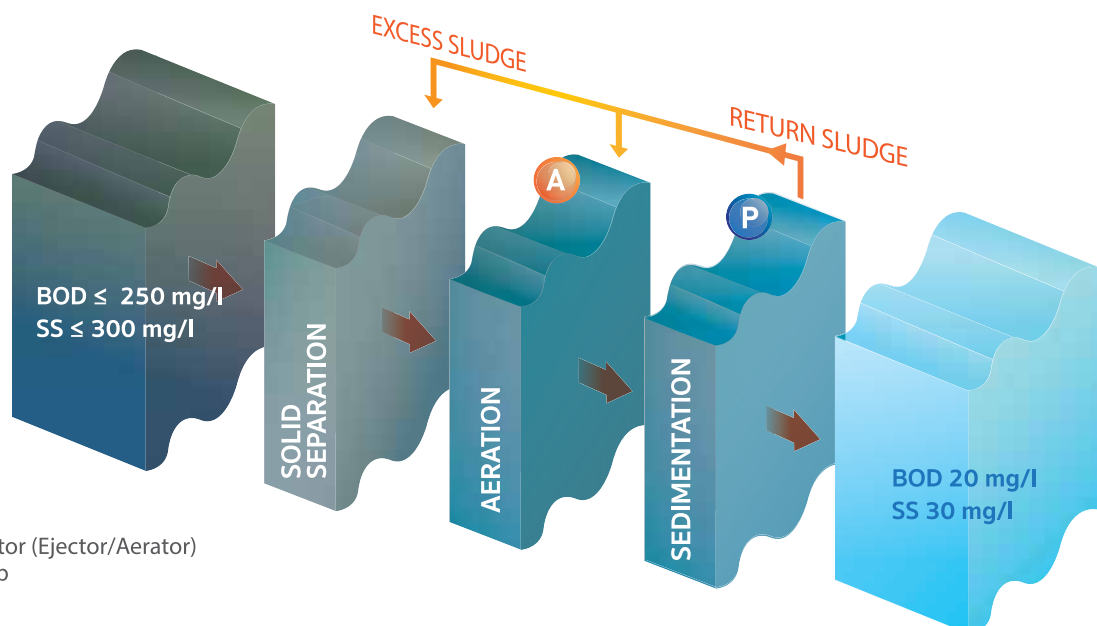 EXCESS SLUDGE
RETURN SLUDGE
A
P
BOD ≤ 250 mg/l
SS ≤ 300 mg/l
SOLID
SEPARATION
AERATION
SEDIMENTATION
BOD 20 mg/l
SS 30 mg/l
(Ejector/Aerator)